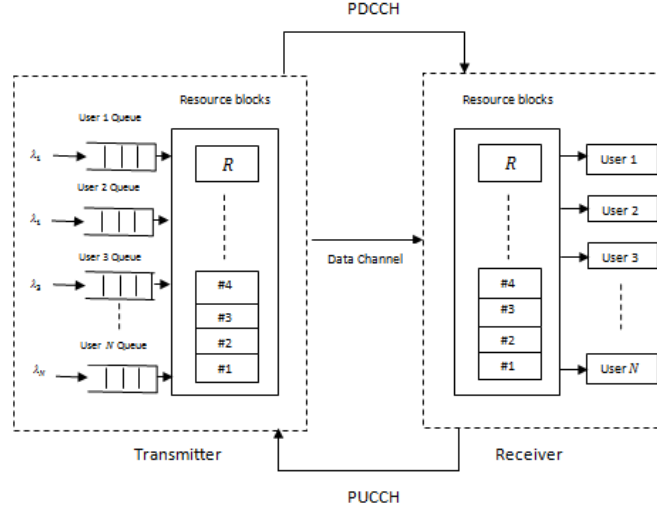 PDCCH
Resource blocks
User 1 Queue
λ₁
R
User 2 Queue
λ₁
User 3 Queue
λ₃
#4
#3
User N Queue
#2
λ_N
#1
Transmitter
Data Channel
Resource blocks
R
User 1
User 2
User 3
#4
#3
#2
#1
User N
Receiver
PUCCH